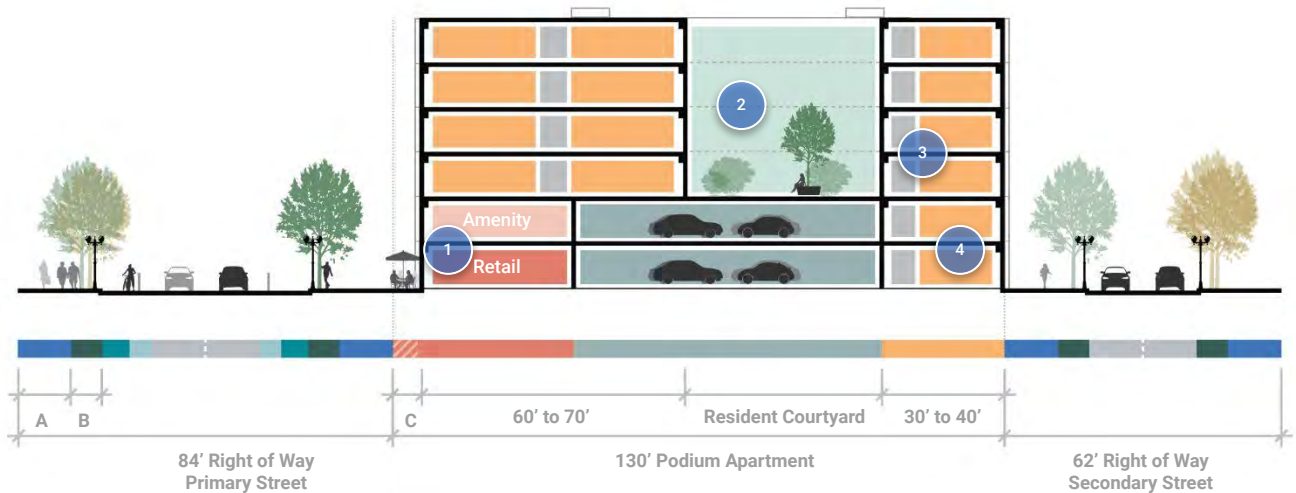 2
3
Amenity
1
4
Retail
A
B
C
60’ to 70’
Resident Courtyard
30’ to 40’
84’ Right of Way
Primary Street
130’ Podium Apartment
62’ Right of Way
Secondary Street